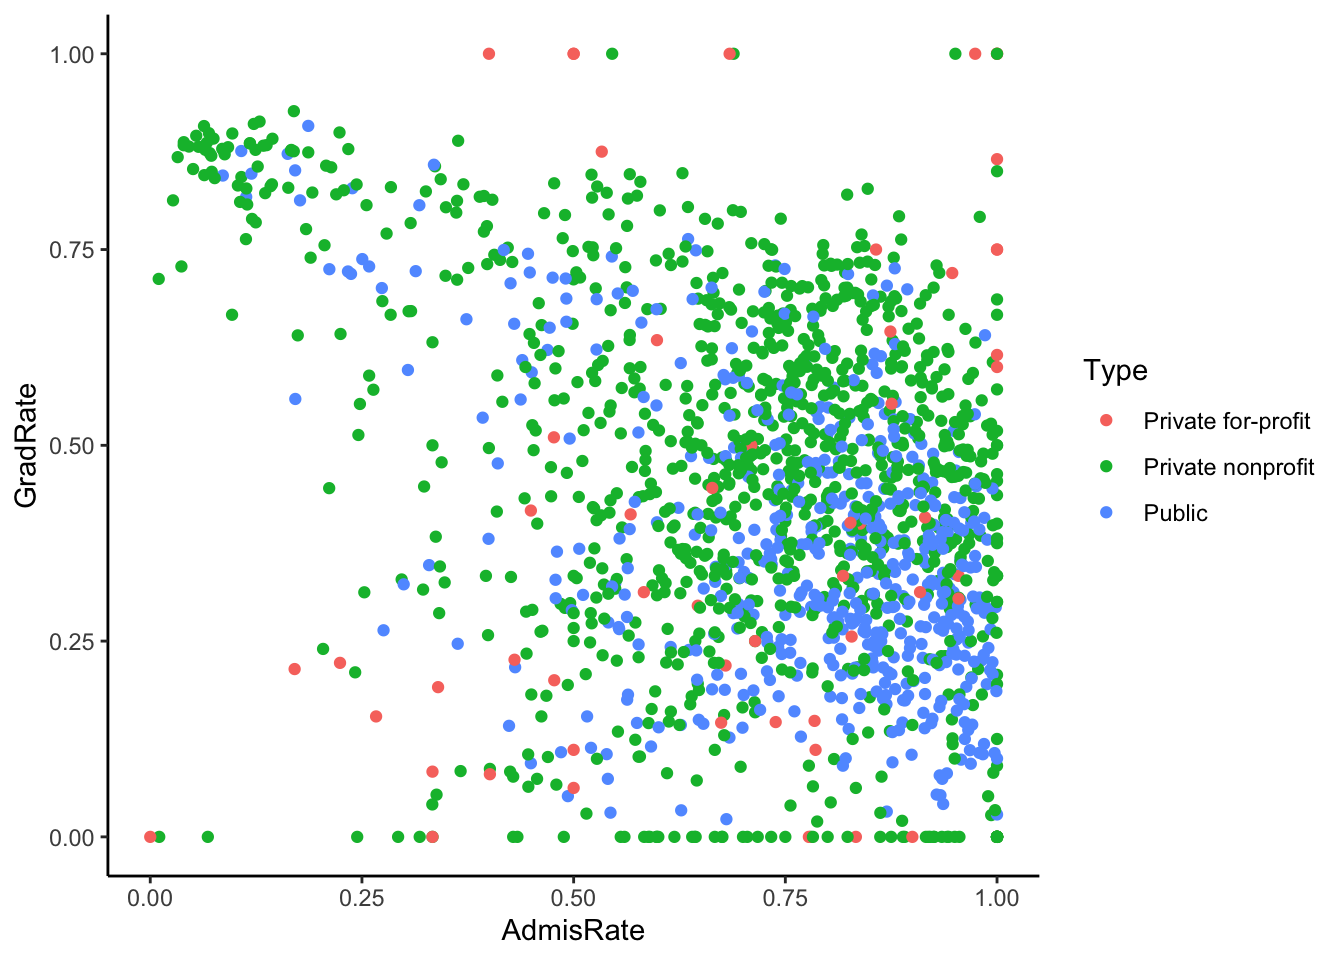 1.00
0.75
0.50
0.25
0.00
GradRate
0.00 0.25 0.50 0.75 1.00
AdmisRate
Type
Private for-profit
Private nonprofit
Public